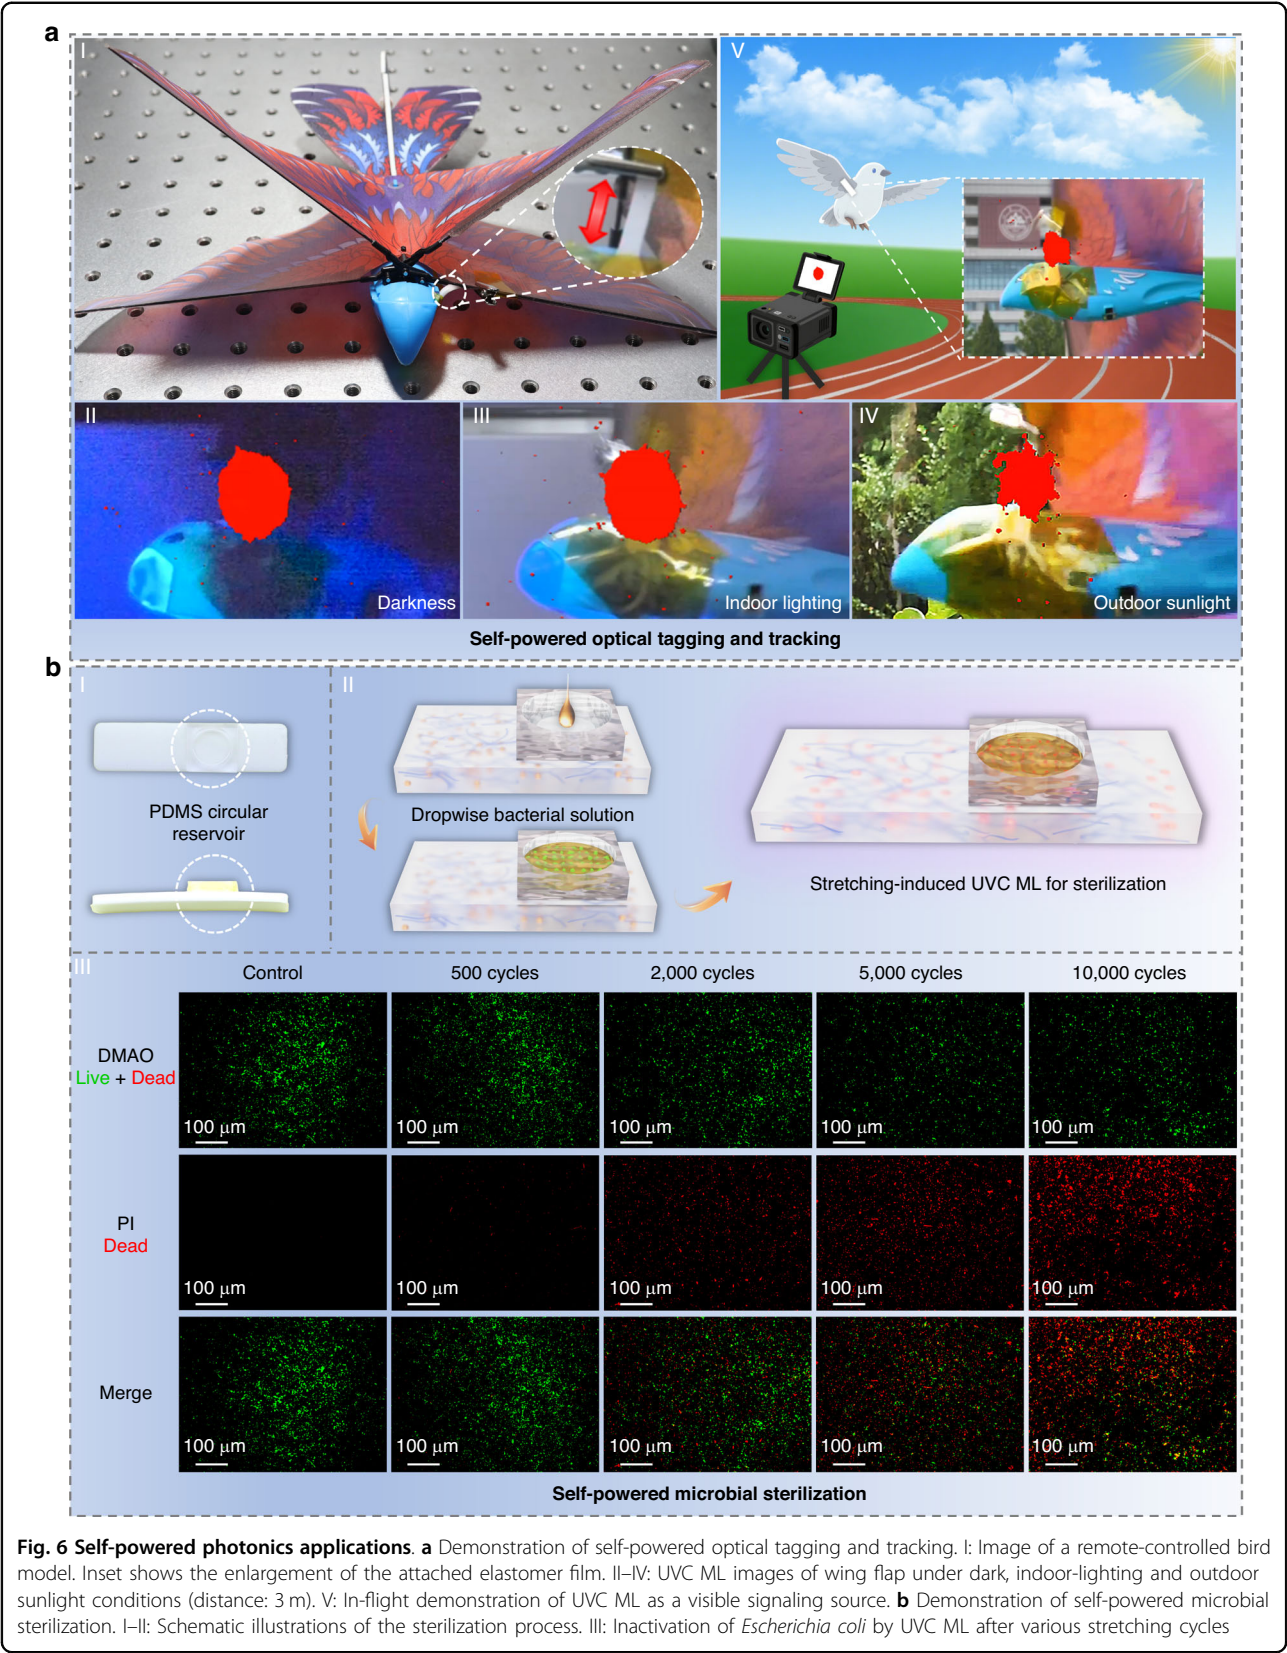 a
I
V
II
III
IV
Darkness
Indoor lighting
Outdoor sunlight
Self-powered optical tagging and tracking
b
I
II
PDMS circular
reservoir
Dropwise bacterial solution
Stretching-induced UVC ML for sterilization
III
Control
500 cycles
2,000 cycles
5,000 cycles
10,000 cycles
DMAO
Live + Dead
100 μm
100 μm
100 μm
100 μm
100 μm
PI
Dead
100 μm
100 μm
100 μm
100 μm
100 μm
Merge
100 μm
100 μm
100 μm
100 μm
100 μm
Self-powered microbial sterilization
Fig. 6 Self-powered photonics applications. a Demonstration of self-powered optical tagging and tracking. I: Image of a remote-controlled bird
model. Inset shows the enlargement of the attached elastomer film. II–IV: UVC ML images of wing flap under dark, indoor-lighting and outdoor
sunlight conditions (distance: 3 m). V: In-flight demonstration of UVC ML as a visible signaling source. b Demonstration of self-powered microbial
sterilization. I–II: Schematic illustrations of the sterilization process. III: Inactivation of Escherichia coli by UVC ML after various stretching cycles